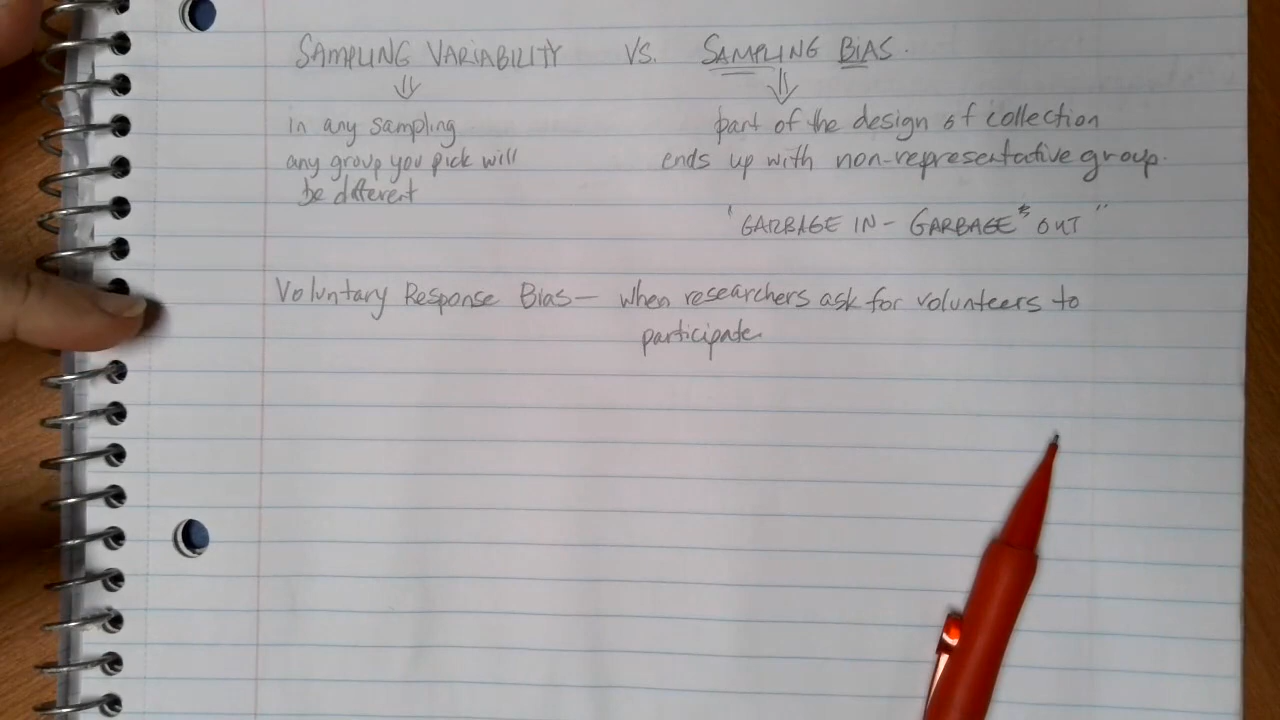 SAMPLING VARIABILITY VS. SAMPLING BIAS.
in any sampling
any group you pick will
be different
part of the design of collection
ends up with non-representative group.
"GARBAGE IN - GARBAGE OUT"
Voluntary Response Bias - when researchers ask for volunteers to
participate